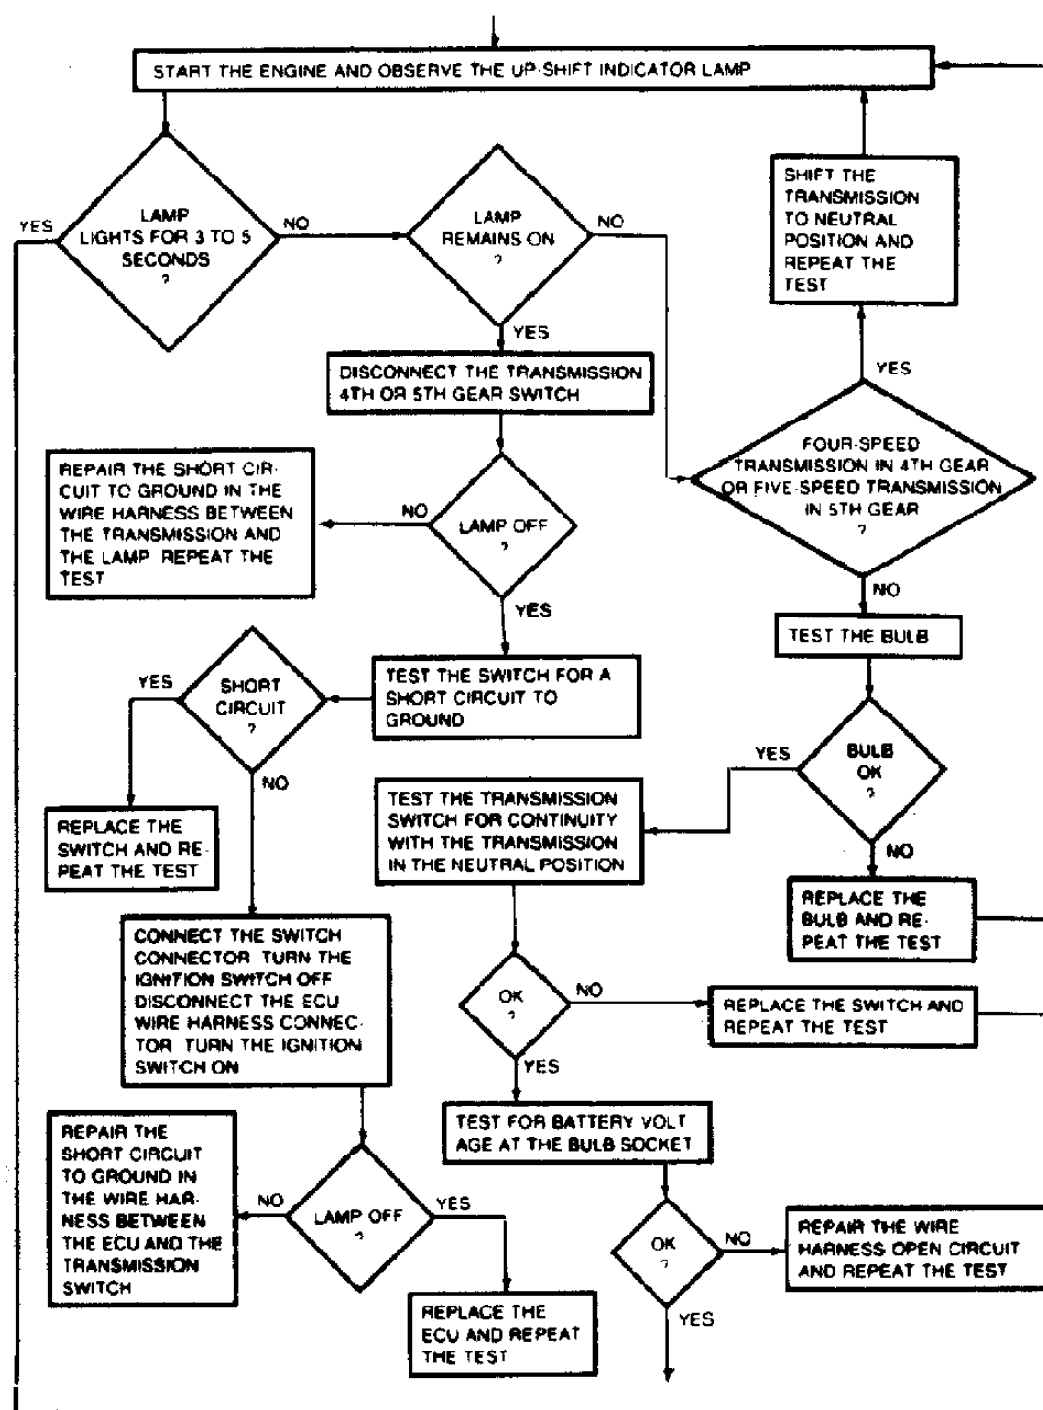 START THE ENGINE AND OBSERVE THE UP-SHIFT INDICATOR LAMP
LAMP
LIGHTS FOR 3 TO 5
SECONDS
?
YES
NO
LAMP
REMAINS ON
?
NO
YES
SHIFT THE
TRANSMISSION
TO NEUTRAL
POSITION AND
REPEAT THE
TEST
YES
DISCONNECT THE TRANSMISSION
4TH OR 5TH GEAR SWITCH
FOUR-SPEED
TRANSMISSION IN 4TH GEAR
OR FIVE-SPEED TRANSMISSION
IN 5TH GEAR
?
NO
REPAIR THE SHORT CIR-
CUIT TO GROUND IN THE
WIRE HARNESS BETWEEN
THE TRANSMISSION AND
THE LAMP REPEAT THE
TEST
NO
LAMP OFF
?
YES
TEST THE BULB
TEST THE SWITCH FOR A
SHORT CIRCUIT TO
GROUND
YES
SHORT
CIRCUIT
?
NO
BULB
OK
?
YES
NO
REPLACE THE
SWITCH AND RE-
PEAT THE TEST
TEST THE TRANSMISSION
SWITCH FOR CONTINUITY
WITH THE TRANSMISSION
IN THE NEUTRAL POSITION
REPLACE THE
BULB AND RE-
PEAT THE TEST
CONNECT THE SWITCH
CONNECTOR TURN THE
IGNITION SWITCH OFF
DISCONNECT THE ECU
WIRE HARNESS CONNEC-
TOR TURN THE IGNITION
SWITCH ON
OK
?
NO
YES
REPLACE THE SWITCH AND
REPEAT THE TEST
TEST FOR BATTERY VOLT
AGE AT THE BULB SOCKET
REPAIR THE
SHORT CIRCUIT
TO GROUND IN
THE WIRE HAR-
NESS BETWEEN
THE ECU AND THE
TRANSMISSION
SWITCH
NO
LAMP OFF
?
YES
REPLACE THE
ECU AND REPEAT
THE TEST
OK
?
NO
YES
REPAIR THE WIRE
HARNESS OPEN CIRCUIT
AND REPEAT THE TEST